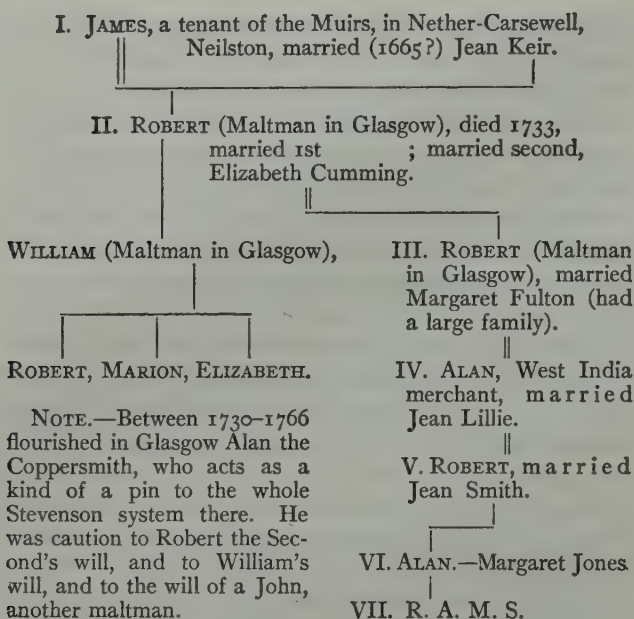 I. JAMES, a tenant of the Muirs, in Nether-Carsewell,
Neilston, married (1665?) Jean Keir.
II. ROBERT (Maltman in Glasgow), died 1733,
married 1st ; married second,
Elizabeth Cumming.
WILLIAM (Maltman in Glasgow),
ROBERT, MARION, ELIZABETH.
NOTE.—Between 1730–1766
flourished in Glasgow Alan the
Coppersmith, who acts as a
kind of a pin to the whole
Stevenson system there. He
was caution to Robert the Sec-
ond's will, and to William's
will, and to the will of a John,
another maltman.
III. ROBERT (Maltman
in Glasgow), married
Margaret Fulton (had
a large family).
IV. ALAN, West India
merchant, married
Jean Lillie.
V. ROBERT, married
Jean Smith.
VI. ALAN.—Margaret Jones.
VII. R. A. M. S.